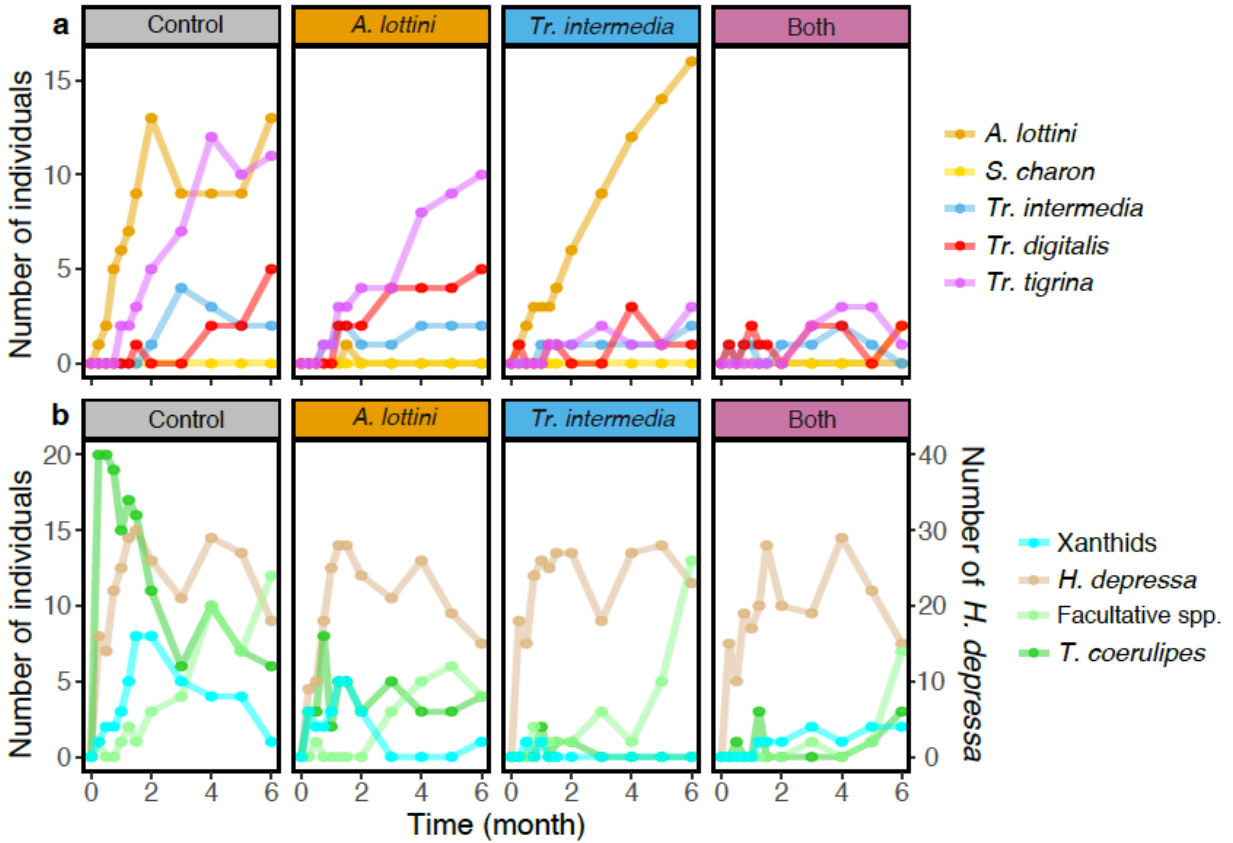 a
Control
A. lottini
Tr. intermedia
Both
Number of individuals
15
10
5
0
A. lottini
S. charon
Tr. intermedia
Tr. digitalis
Tr. tigrina
b
Control
A. lottini
Tr. intermedia
Both
Number of individuals
20
15
10
5
0
40
30
20
10
0
Number of H. depressa
Xanthids
H. depressa
Facultative spp.
T. coerulipes
0 2 4 6 0 2 4 6 0 2 4 6 0 2 4 6
Time (month)